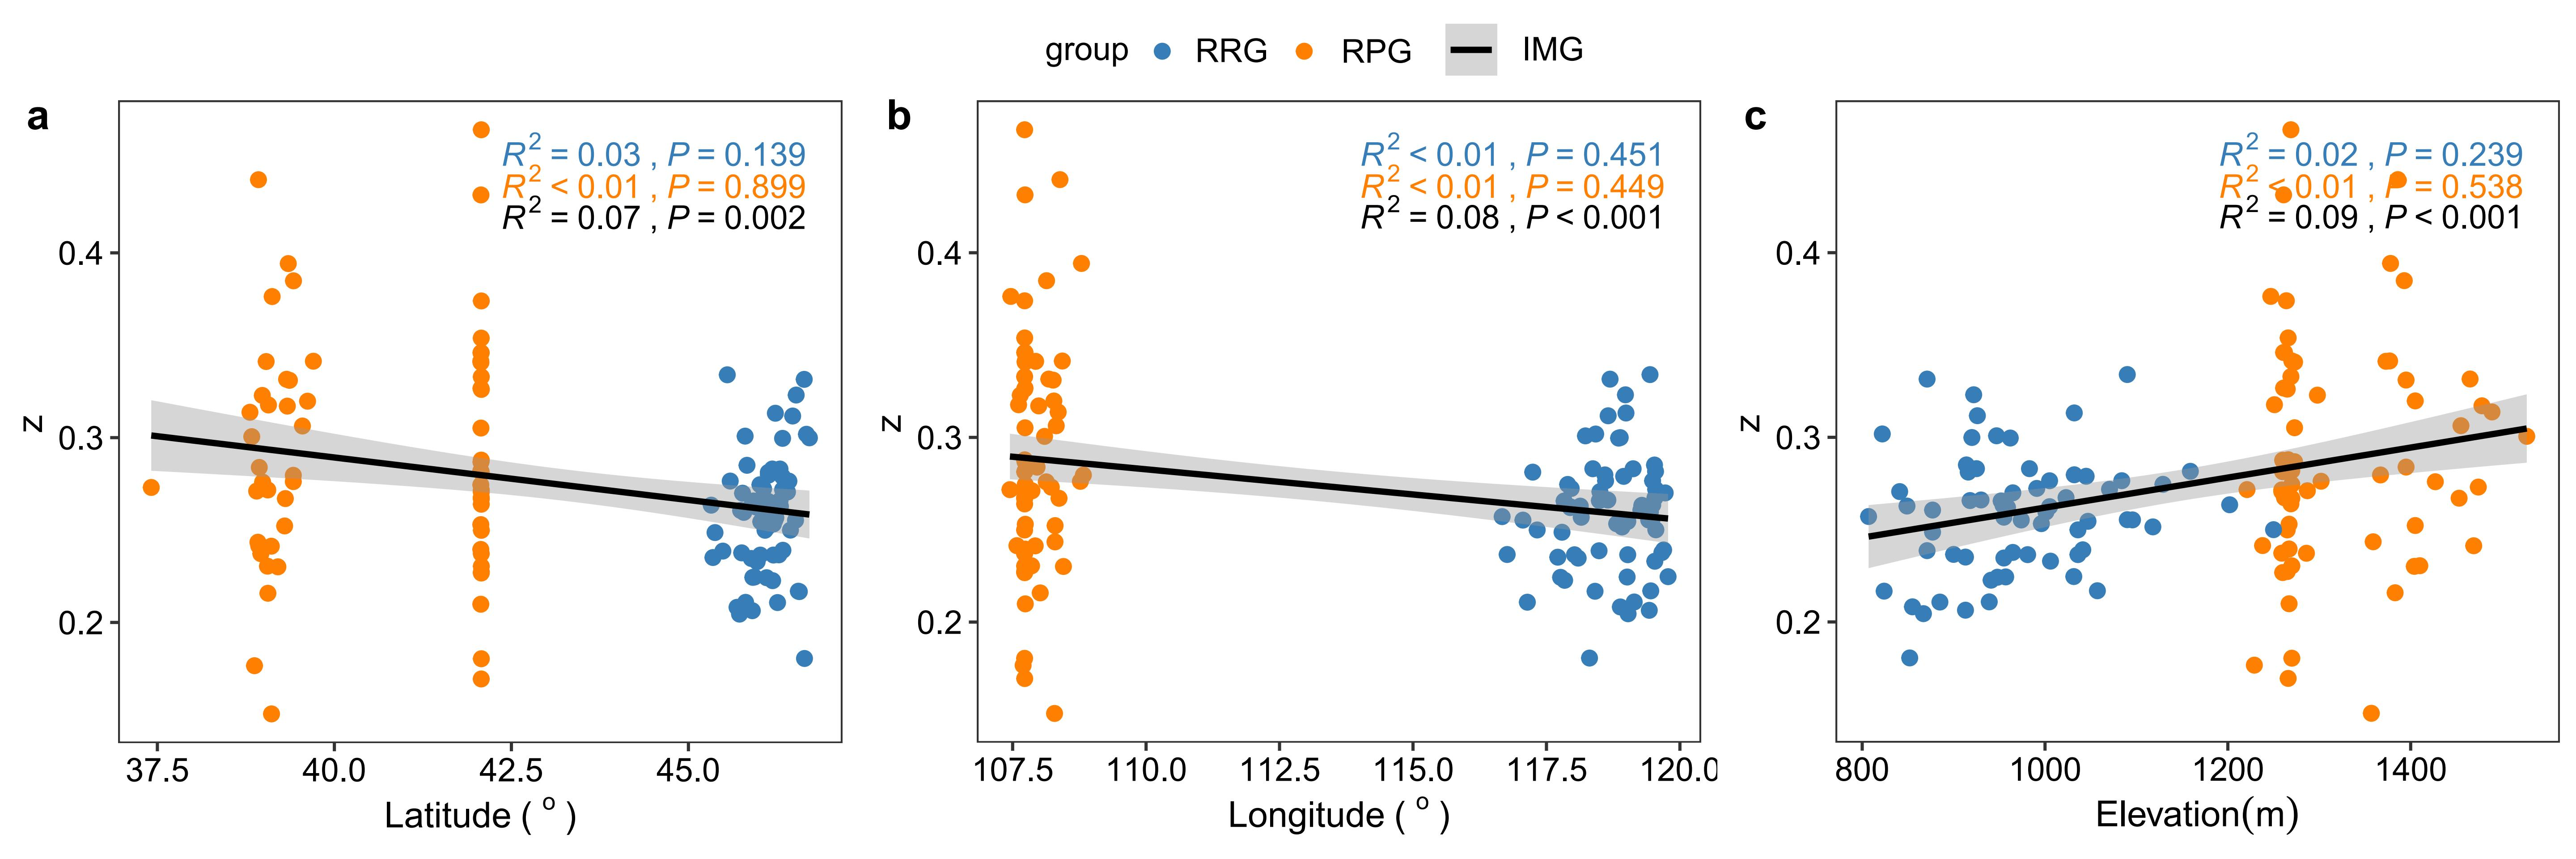 group RRG RPG IMG
a
R2 = 0.03 , P = 0.139
R2 < 0.01 , P = 0.899
R2 = 0.07 , P = 0.002
0.4
0.3
0.2
z
37.5 40.0 42.5 45.0
Latitude ( o )
b
R2 < 0.01 , P = 0.451
R2 < 0.01 , P = 0.449
R2 = 0.08 , P < 0.001
0.4
0.3
0.2
z
107.5 110.0 112.5 115.0 117.5 120.0
Longitude ( o )
c
R2 = 0.02 , P = 0.239
R2 < 0.01 , P = 0.538
R2 = 0.09 , P < 0.001
0.4
0.3
0.2
z
800 1000 1200 1400
Elevation(m)